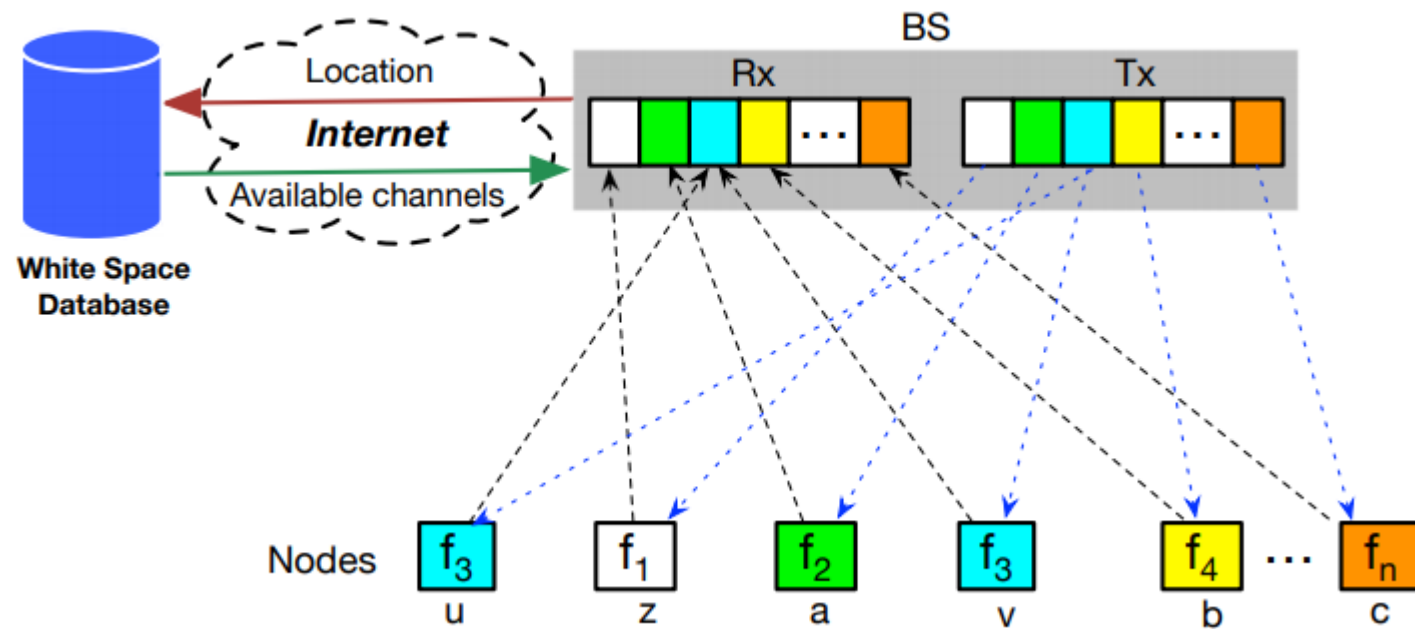 BS
Location
Rx
Tx
Internet
...
...
Available channels
White Space
Database
Nodes
f₃
f₁
f₂
f₃
f₄
...
fₙ
u
z
a
v
b
c